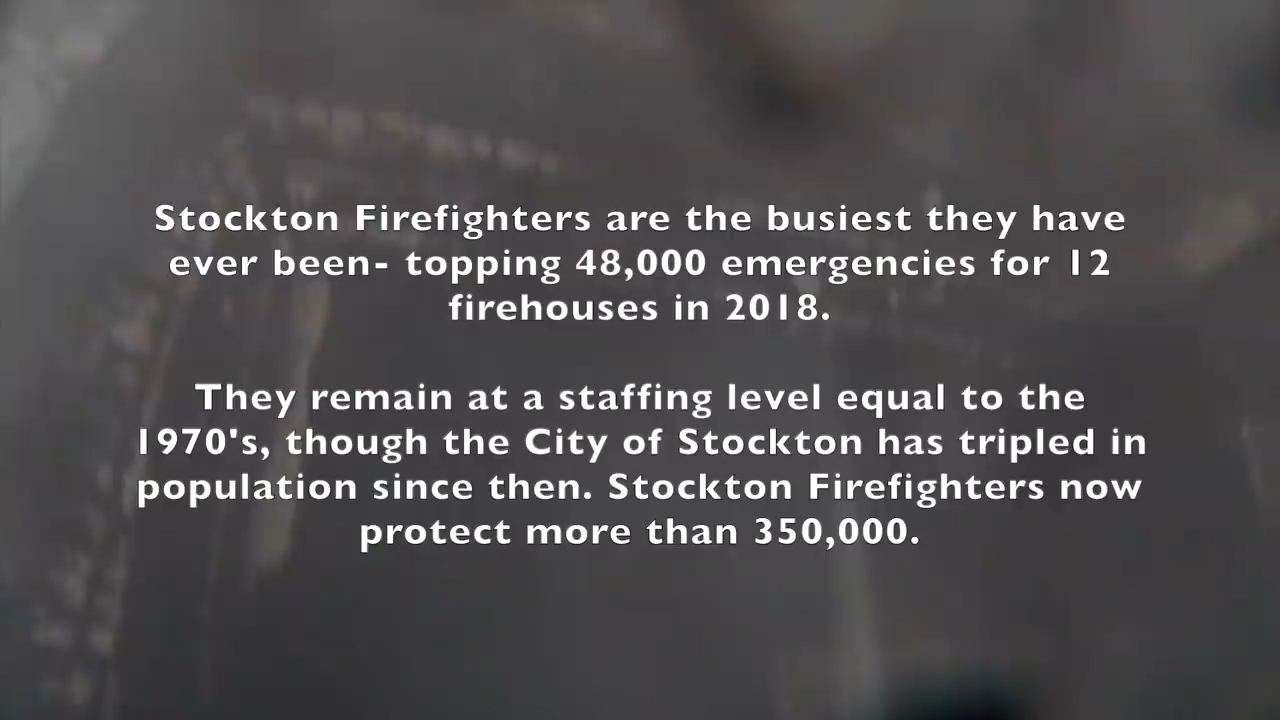 Stockton Firefighters are the busiest they have
ever been- topping 48,000 emergencies for 12
firehouses in 2018.
They remain at a staffing level equal to the
1970's, though the City of Stockton has tripled in
population since then. Stockton Firefighters now
protect more than 350,000.